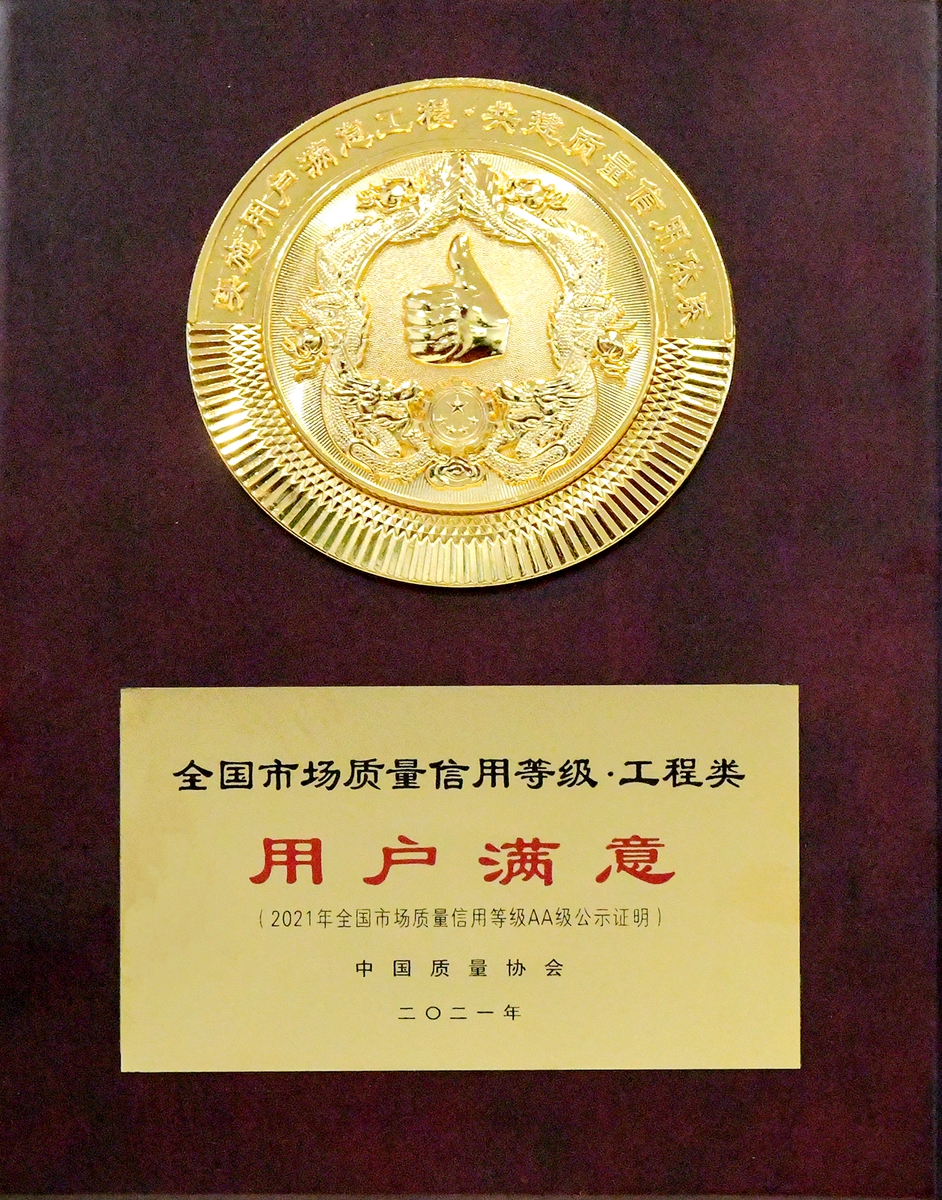 实施用户满意工程·共建质量信用体系
全国市场质量信用等级·工程类
用户满意
(2021年全国市场质量信用等级AA级公示证明)
中国质量协会
二〇二一年